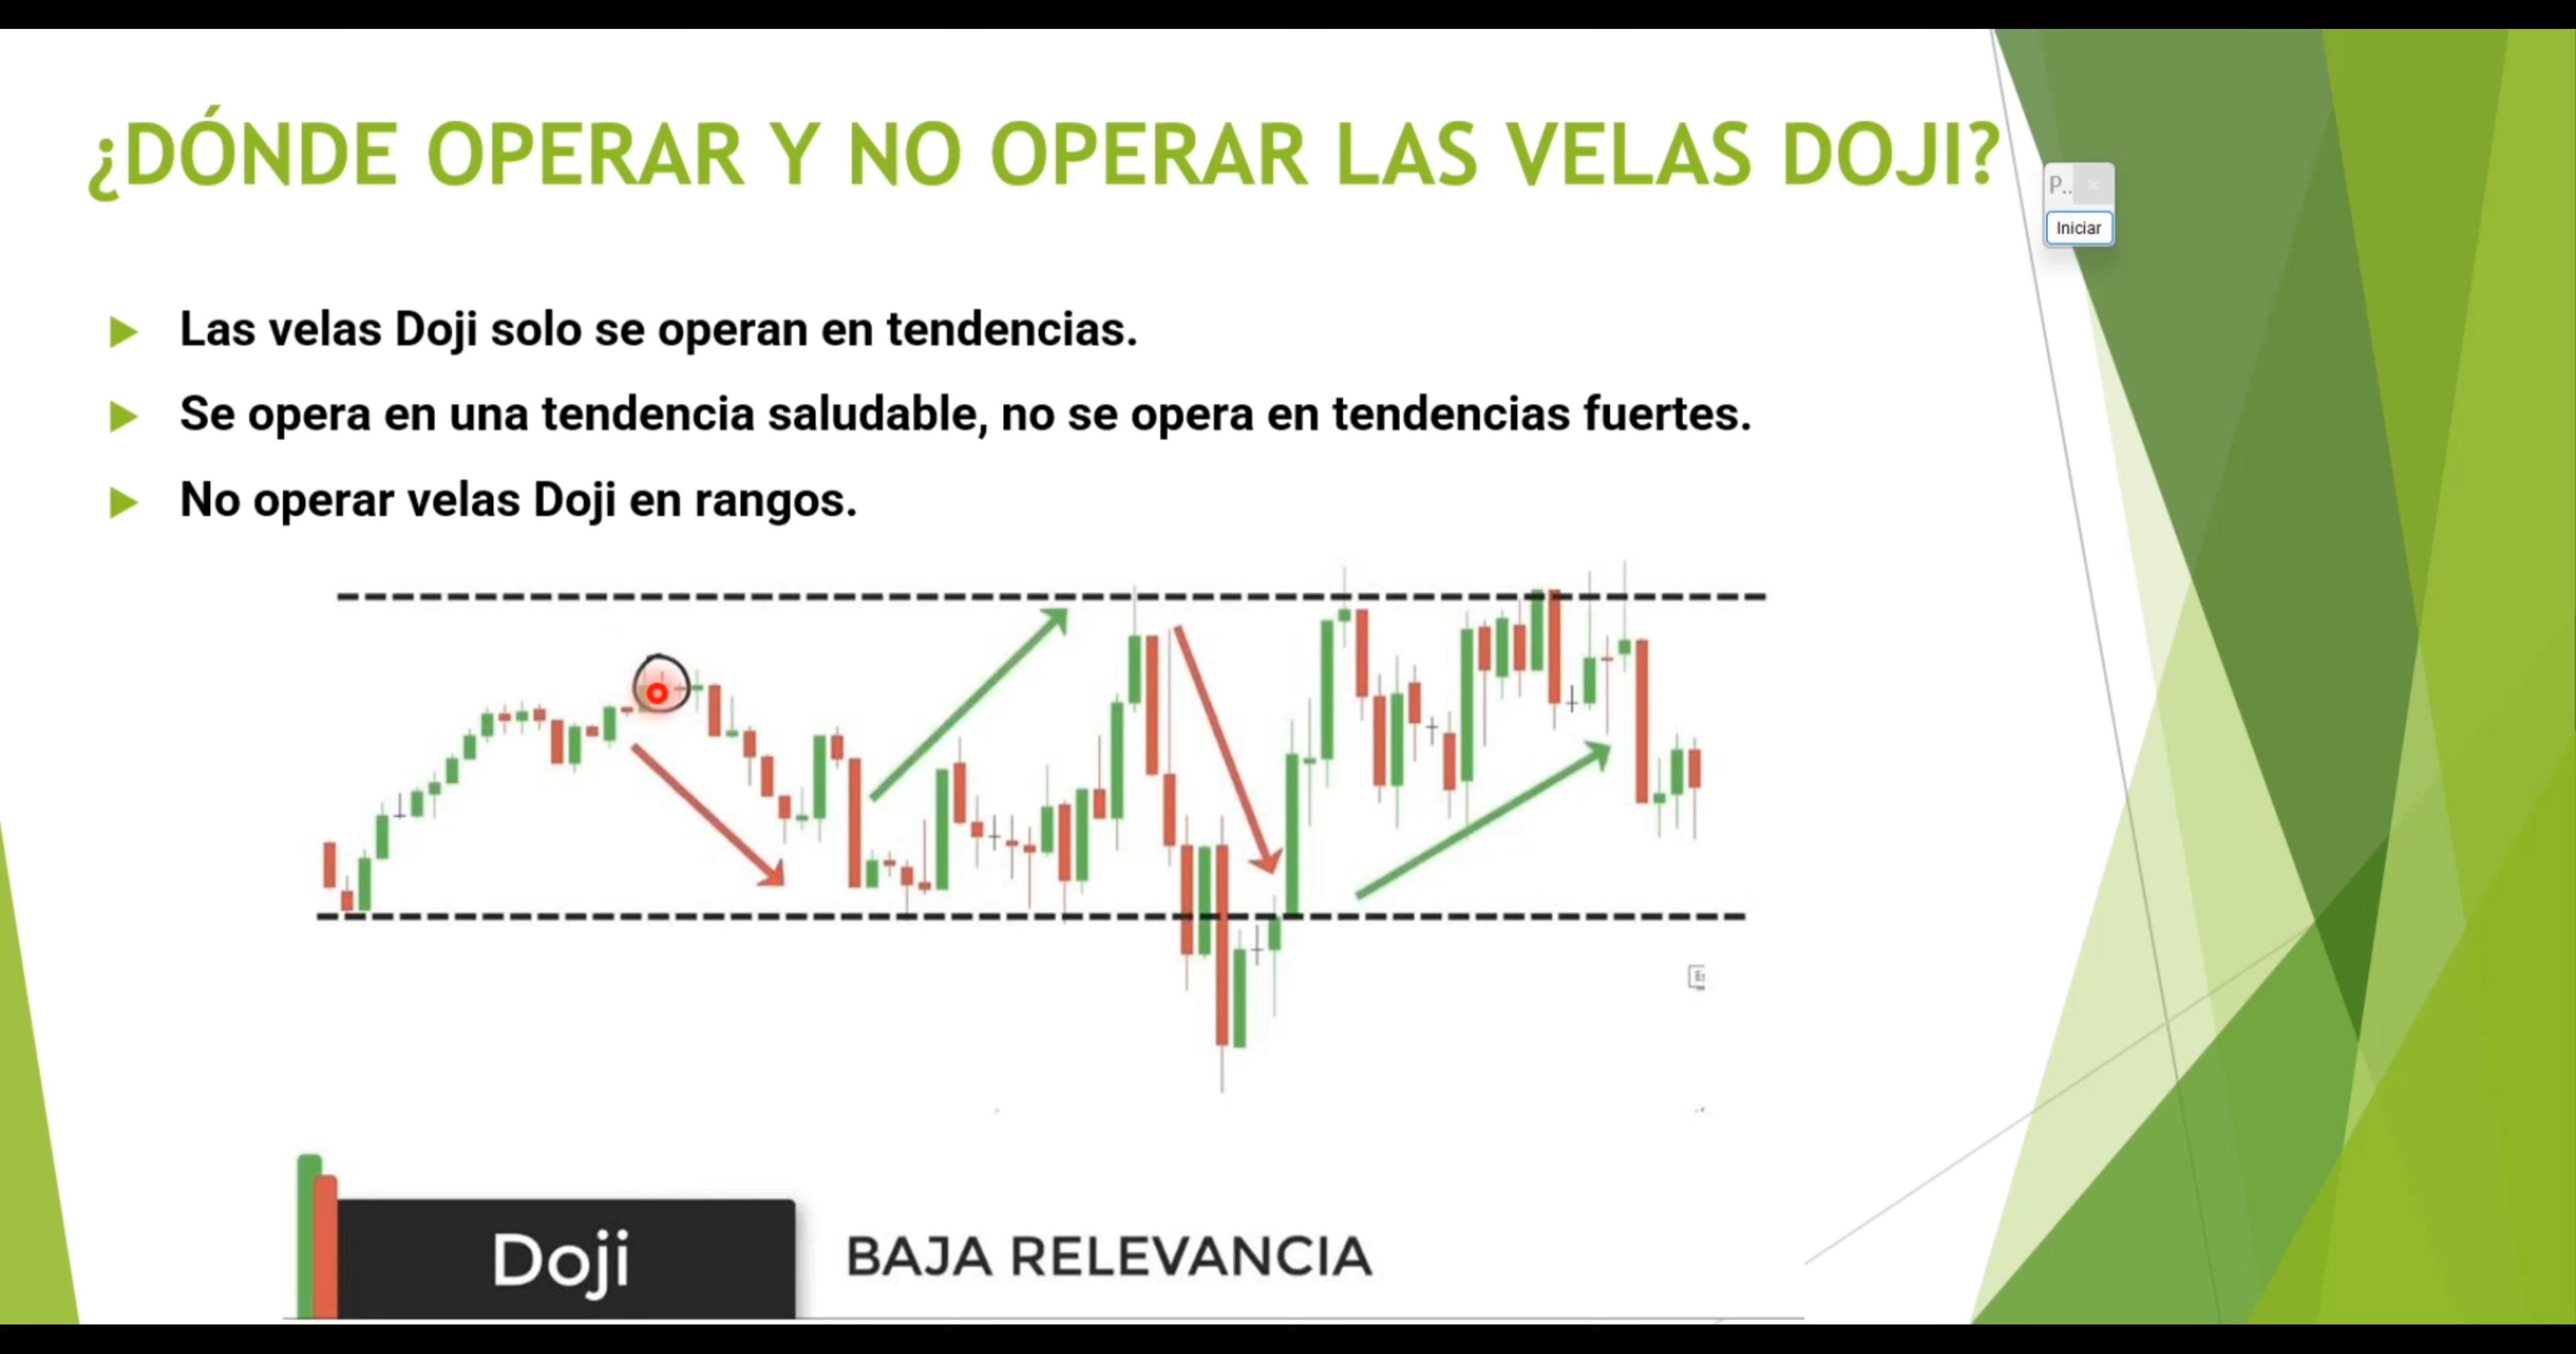 ¿DÓNDE OPERAR Y NO OPERAR LAS VELAS DOJI?
P..
Iniciar
Las velas Doji solo se operan en tendencias.
Se opera en una tendencia saludable, no se opera en tendencias fuertes.
No operar velas Doji en rangos.
Doji
BAJA RELEVANCIA